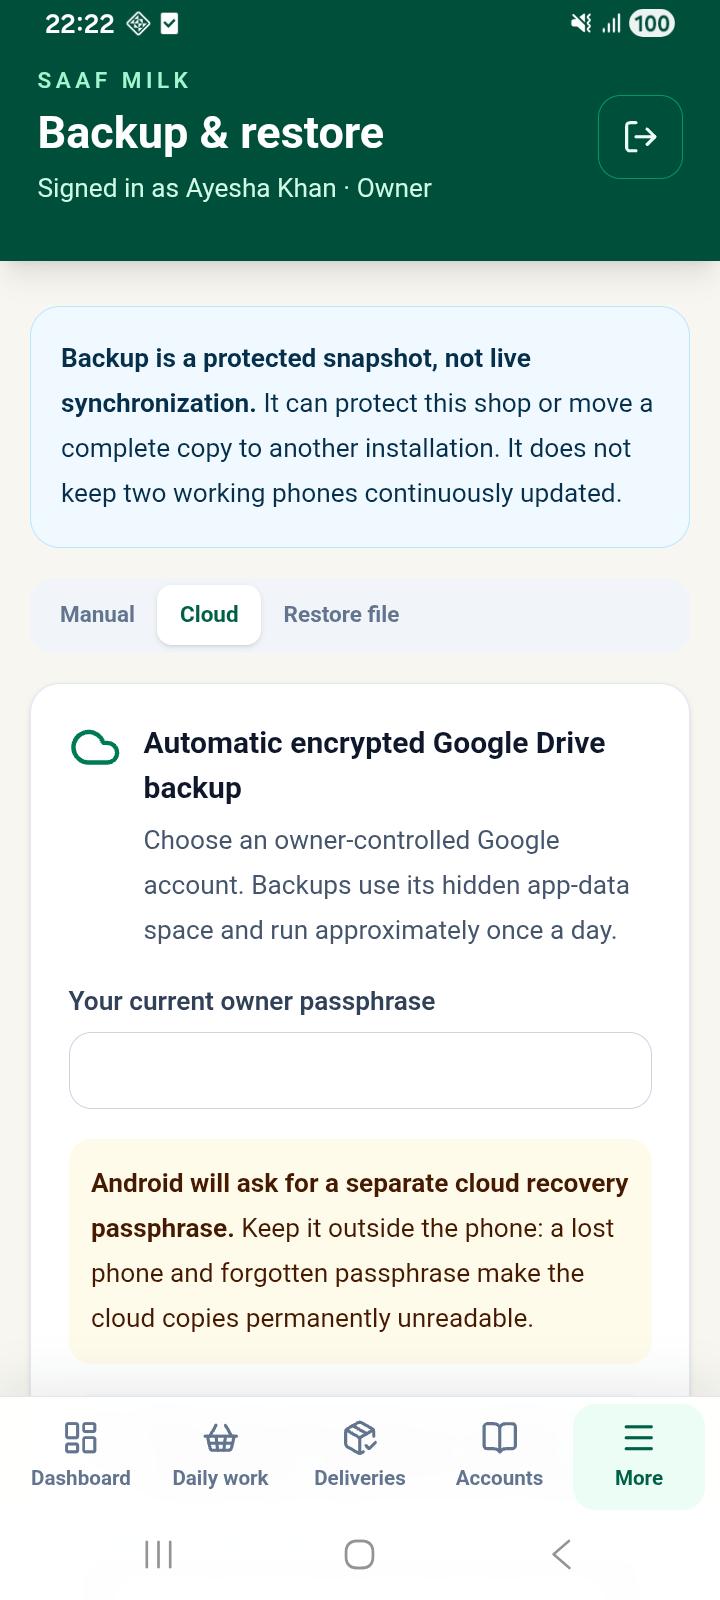 22:22
100
SAAF MILK
Backup & restore
Signed in as Ayesha Khan · Owner
Backup is a protected snapshot, not live
synchronization. It can protect this shop or move a
complete copy to another installation. It does not
keep two working phones continuously updated.
Manual Cloud Restore file
Automatic encrypted Google Drive
backup
Choose an owner-controlled Google
account. Backups use its hidden app-data
space and run approximately once a day.
Your current owner passphrase
Android will ask for a separate cloud recovery
passphrase. Keep it outside the phone: a lost
phone and forgotten passphrase make the
cloud copies permanently unreadable.
Dashboard Daily work Deliveries Accounts More